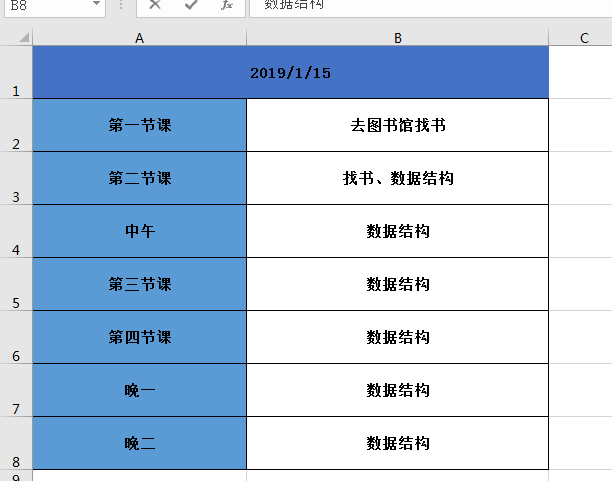 B8 fx 数据结构
A B C
1 2019/1/15
2 第一节课 去图书馆找书
3 第二节课 找书、数据结构
4 中午 数据结构
5 第三节课 数据结构
6 第四节课 数据结构
7 晚一 数据结构
8 晚二 数据结构
9